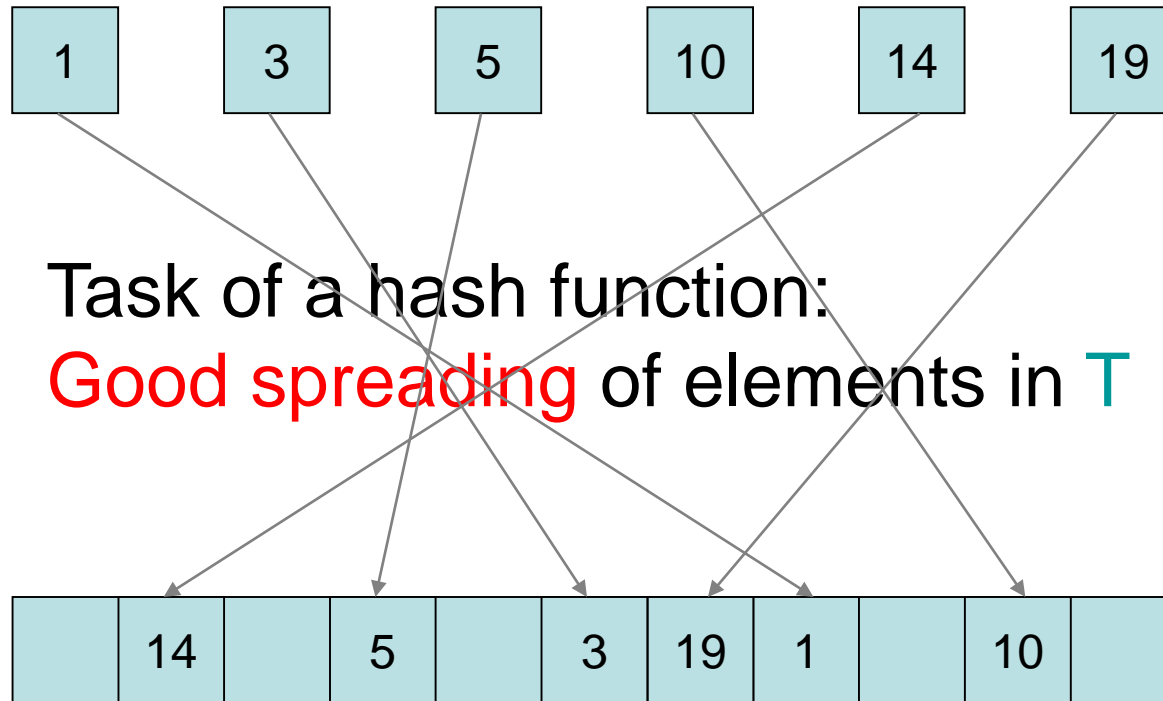 1 3 5 10 14 19
Task of a hash function:
Good spreading of elements in T
14 5 3 19 1 10